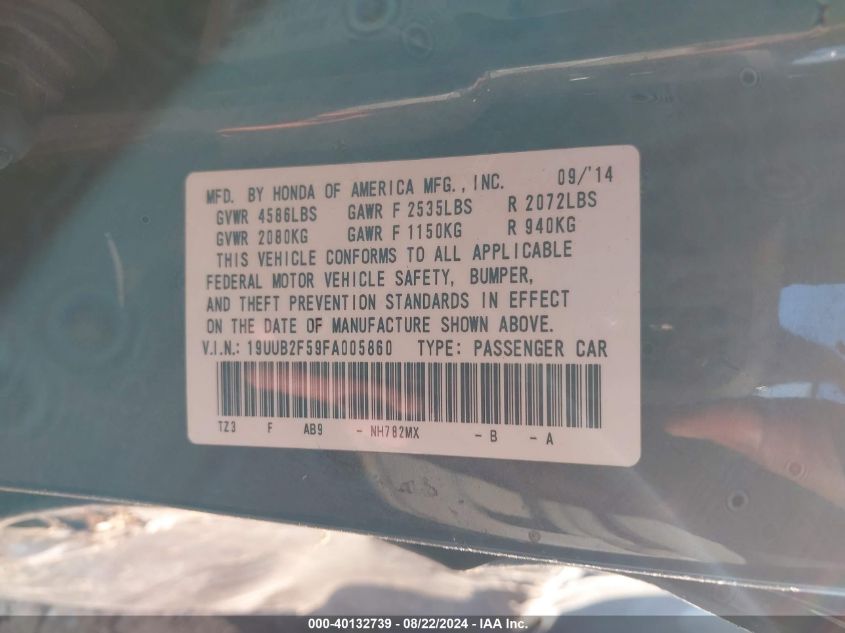 MFD. BY HONDA OF AMERICA MFG., INC. 09/'14
GVWR 4586LBS GAWR F 2535LBS R 2072LBS
GVWR 2080KG GAWR F 1150KG R 940KG
THIS VEHICLE CONFORMS TO ALL APPLICABLE
FEDERAL MOTOR VEHICLE SAFETY, BUMPER,
AND THEFT PREVENTION STANDARDS IN EFFECT
ON THE DATE OF MANUFACTURE SHOWN ABOVE.
V.I.N.: 19UUB2F59FA005860 TYPE: PASSENGER CAR
TZ3 F AB9 - NH782MX - B - A
000-40132739 - 08/22/2024 - IAA Inc.